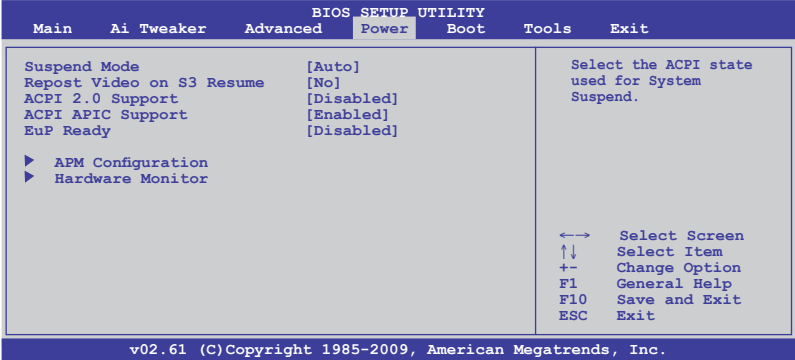 BIOS SETUP UTILITY
Main Ai Tweaker Advanced Power Boot Tools Exit
Suspend Mode [Auto]
Repost Video on S3 Resume [No]
ACPI 2.0 Support [Disabled]
ACPI APIC Support [Enabled]
EuP Ready [Disabled]
APM Configuration
Hardware Monitor
Select the ACPI state
used for System
Suspend.
←→ Select Screen
↑↓ Select Item
+- Change Option
F1 General Help
F10 Save and Exit
ESC Exit
v02.61 (C)Copyright 1985-2009, American Megatrends, Inc.